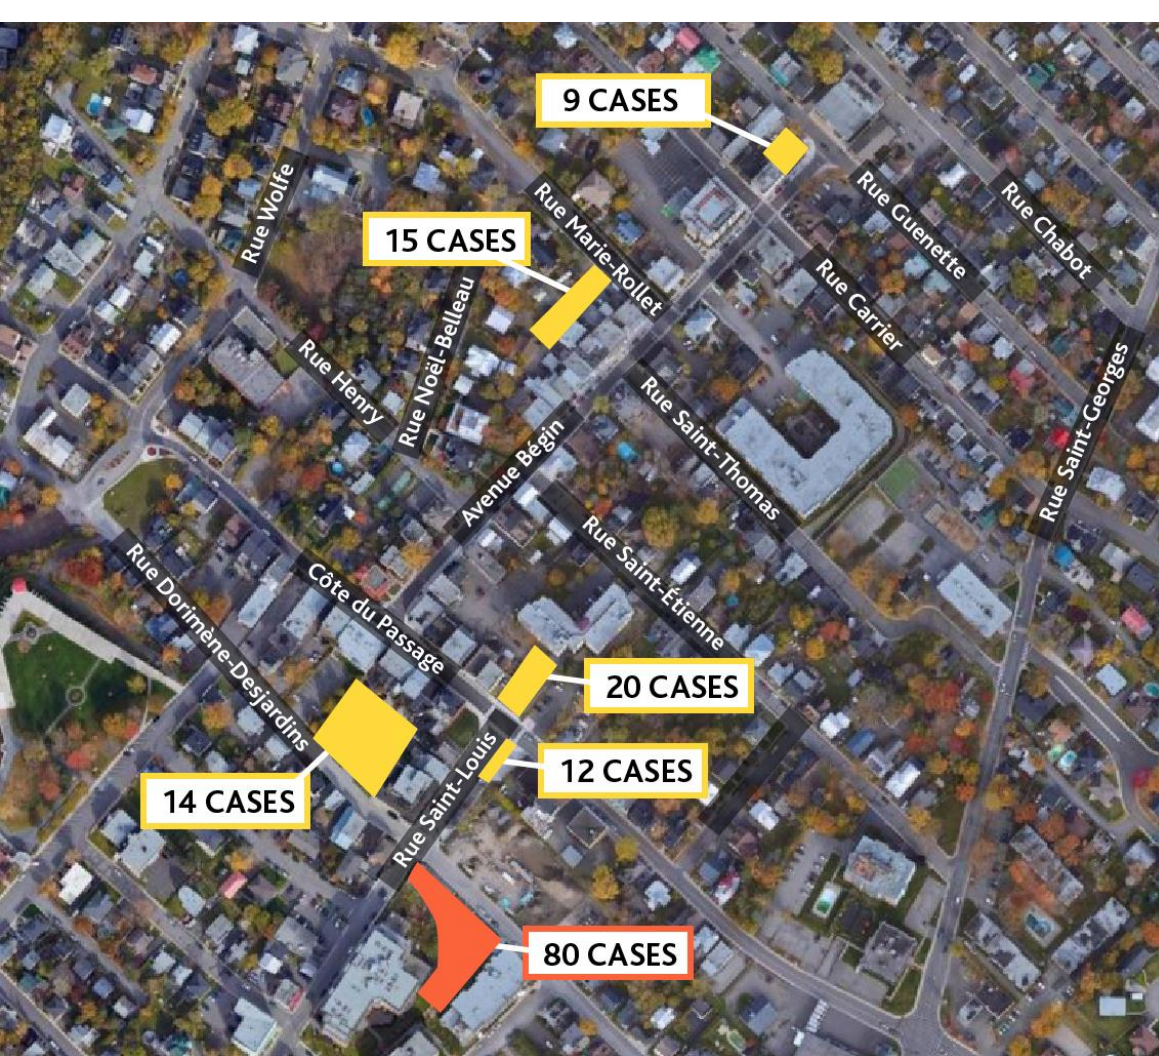 9 CASES
Rue Wolfe
Rue Marie-Rollet
Rue Guenette
Rue Chabot
15 CASES
Rue Carrier
Rue Noël-Belleau
Rue Henry
Rue Saint-Georges
Rue Saint-Thomas
Avenue Bégin
Rue Saint-Étienne
Côte du Passage
Rue Dorimène-Desjardins
20 CASES
Rue Saint-Louis
12 CASES
14 CASES
80 CASES